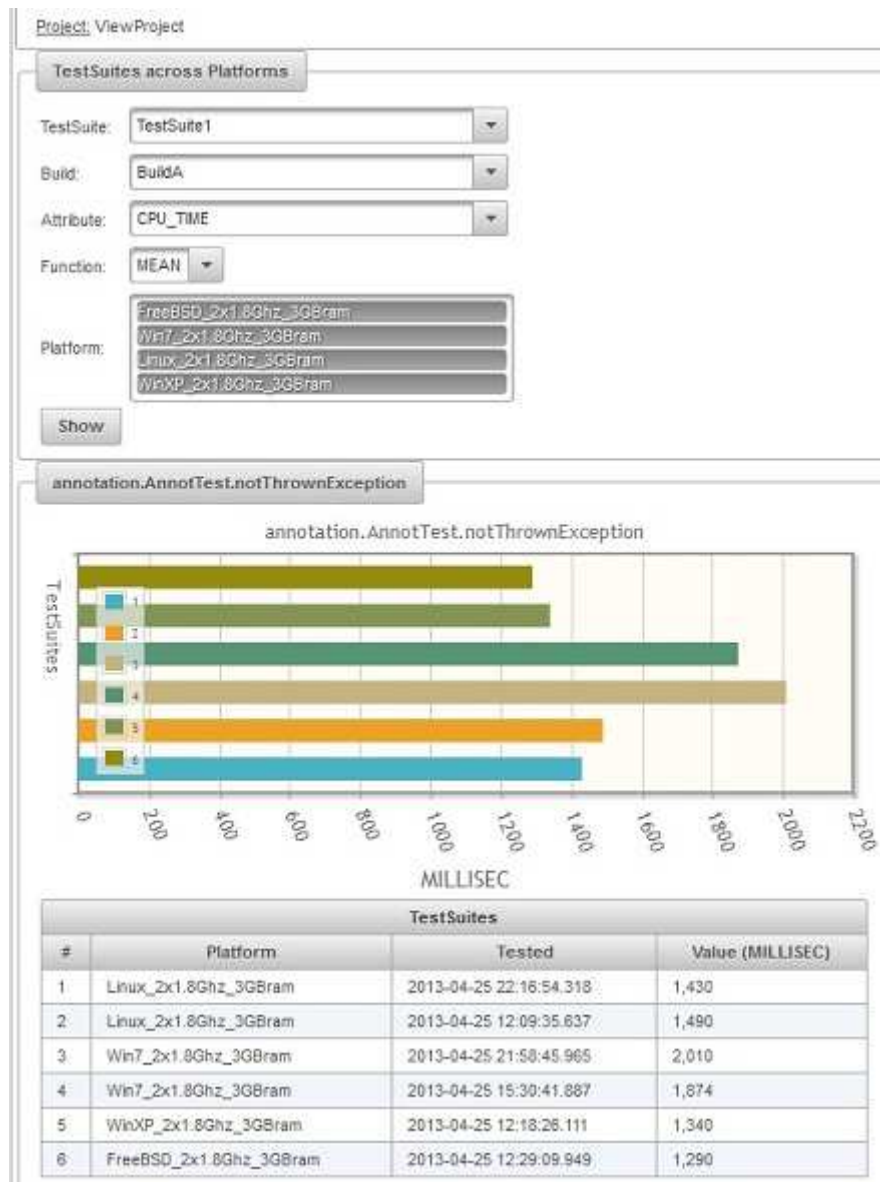 Project: ViewProject
TestSuites across Platforms
TestSuite: TestSuite1
Build: BuildA
Attribute: CPU_TIME
Function: MEAN
Platform:
FreeBSD_2x1.8Ghz_3GBram
Win7_2x1.8Ghz_3GBram
Linux_2x1.8Ghz_3GBram
WinXP_2x1.8Ghz_3GBram
Show
annotation.AnnotTest.notThrownException
annotation.AnnotTest.notThrownException
TestSuites
1
2
3
4
5
6
0 200 400 600 800 1000 1200 1400 1600 1800 2000 2200
MILLISEC
TestSuites
# Platform Tested Value (MILLISEC)
1 Linux_2x1.8Ghz_3GBram 2013-04-25 22:16:54.318 1,430
2 Linux_2x1.8Ghz_3GBram 2013-04-25 12:09:35.637 1,490
3 Win7_2x1.8Ghz_3GBram 2013-04-25 21:58:45.965 2,010
4 Win7_2x1.8Ghz_3GBram 2013-04-25 15:30:41.887 1,874
5 WinXP_2x1.8Ghz_3GBram 2013-04-25 12:18:26.111 1,340
6 FreeBSD_2x1.8Ghz_3GBram 2013-04-25 12:29:09.949 1,290